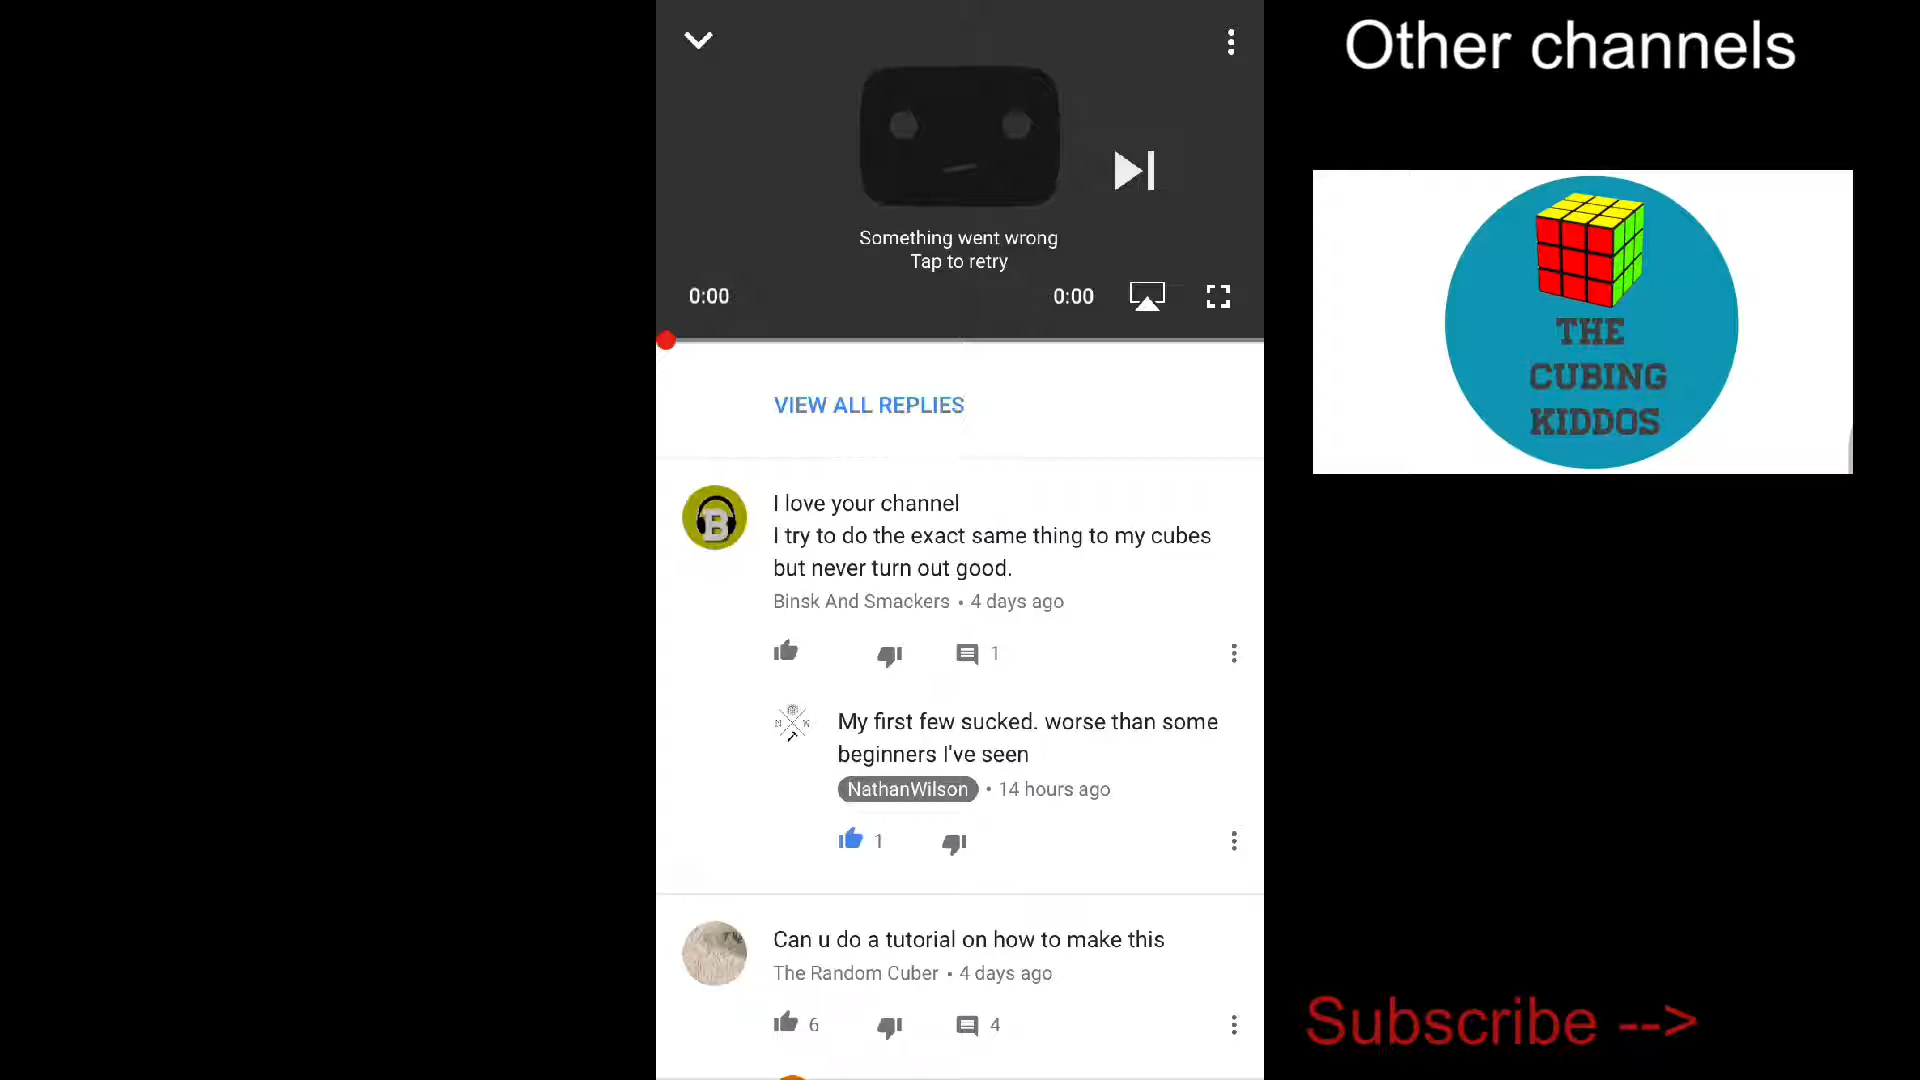 Something went wrong
Tap to retry
0:00
0:00
VIEW ALL REPLIES
B
I love your channel
I try to do the exact same thing to my cubes
but never turn out good.
Binsk And Smackers • 4 days ago
1
N W
My first few sucked. worse than some
beginners I've seen
NathanWilson • 14 hours ago
1
Can u do a tutorial on how to make this
The Random Cuber • 4 days ago
6
4
Other channels
THE
CUBING
KIDDOS
Subscribe -->